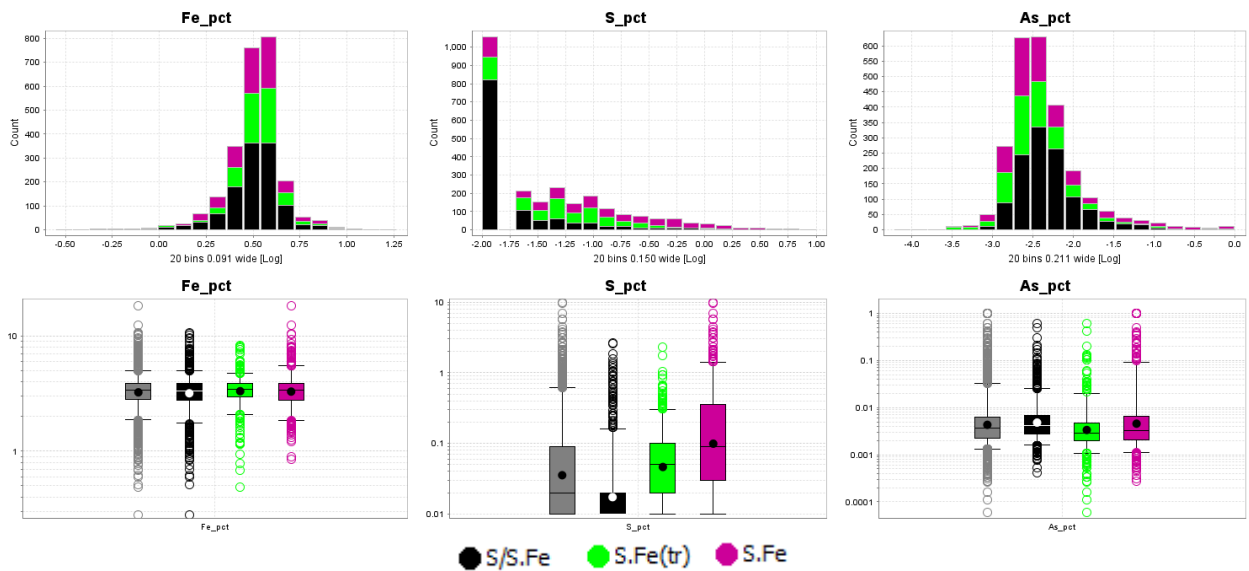 Fe_pct S_pct As_pct
800 1,000 600
700 900 550
600 800 500
500 700 450
400 600 400
300 500 350
200 400 300
100 300 250
0 200 200
100 150
0 100
50
0
Count Count Count
-0.50 -0.25 0.00 0.25 0.50 0.75 1.00 1.25
-2.00 -1.75 -1.50 -1.25 -1.00 -0.75 -0.50 -0.25 0.00 0.25 0.50 0.75 1.00
-4.0 -3.5 -3.0 -2.5 -2.0 -1.5 -1.0 -0.5 0.0
20 bins 0.091 wide [Log] 20 bins 0.150 wide [Log] 20 bins 0.211 wide [Log]
Fe_pct S_pct As_pct
10 10 1
1 1 0.1
0.1 0.01
0.01 0.001
0.0001
Fe_pct S_pct As_pct
S/S.Fe S.Fe(tr) S.Fe